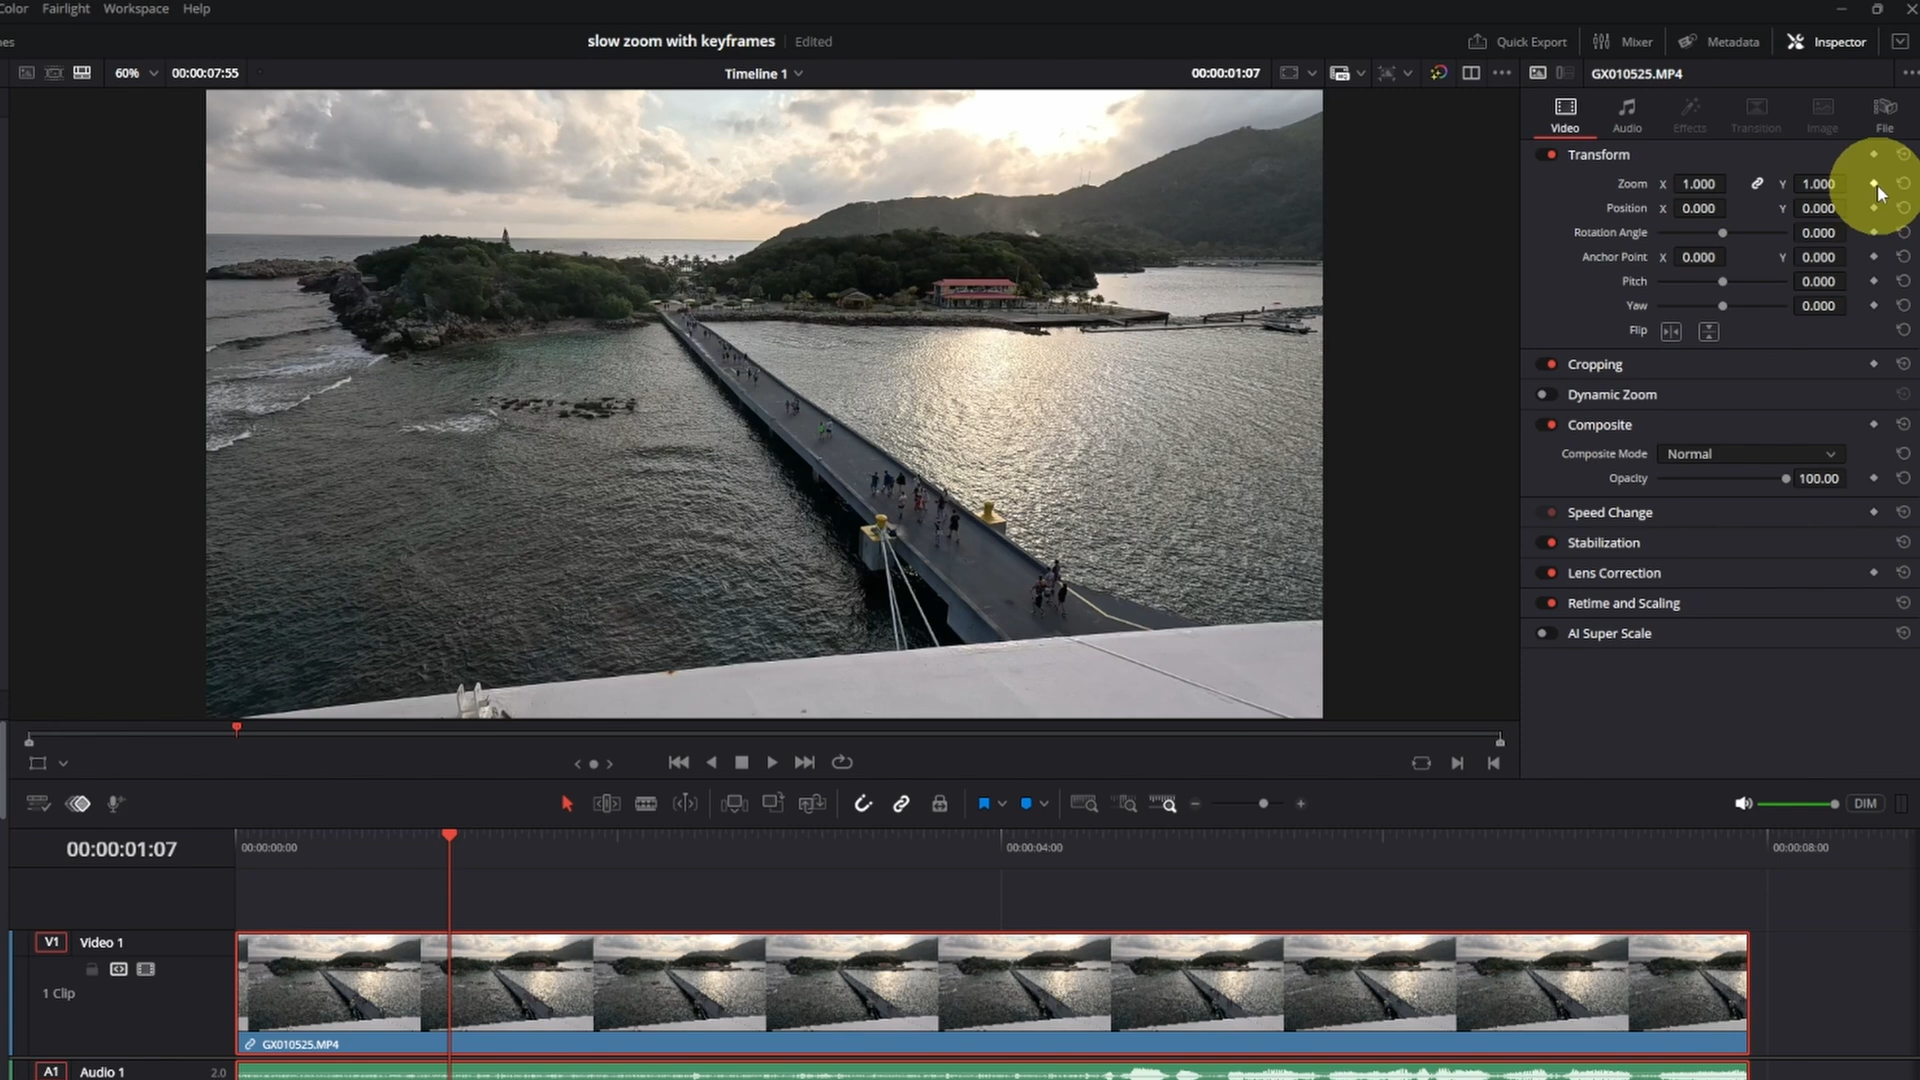 Color Fairlight Workspace Help
nes
slow zoom with keyframes Edited
Quick Export Mixer Metadata Inspector
60% 00:00:07:55 Timeline 1 00:00:01:07 GX010525.MP4
Video Audio Effects Transition Image File
Transform
Zoom X 1.000 Y 1.000
Position X 0.000 Y 0.000
Rotation Angle 0.000
Anchor Point X 0.000 Y 0.000
Pitch 0.000
Yaw 0.000
Flip
Cropping
Dynamic Zoom
Composite
Composite Mode Normal
Opacity 100.00
Speed Change
Stabilization
Lens Correction
Retime and Scaling
AI Super Scale
DIM
00:00:01:07 00:00:00:00 00:00:04:00 00:00:08:00
V1 Video 1
1 Clip
GX010525.MP4
A1 Audio 1 2.0